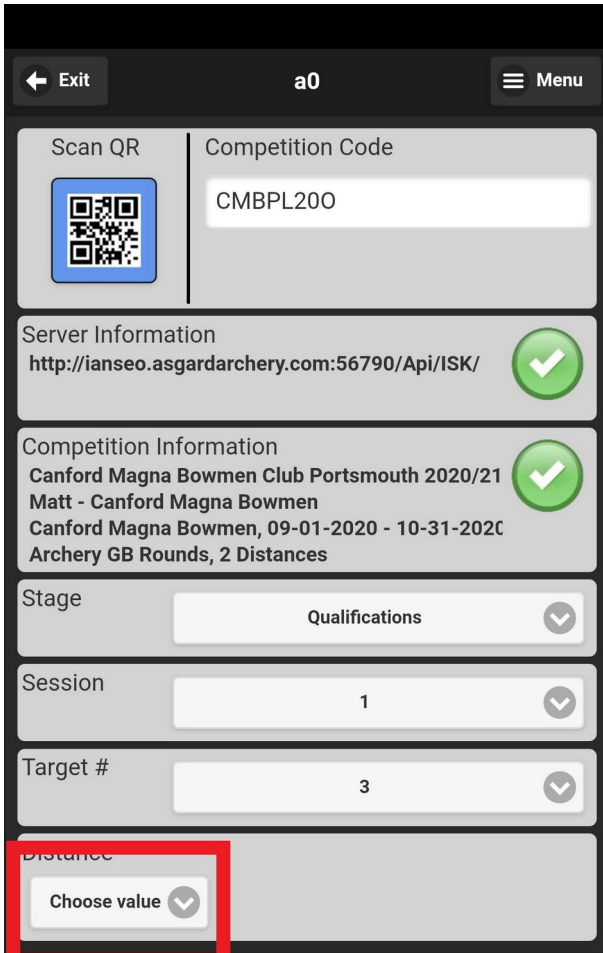 Exit
a0
Menu
Scan QR
Competition Code
CMBPL20O
Server Information
http://ianseo.asgardarchery.com:56790/Api/ISK/
Competition Information
Canford Magna Bowmen Club Portsmouth 2020/21
Matt - Canford Magna Bowmen
Canford Magna Bowmen, 09-01-2020 - 10-31-2020
Archery GB Rounds, 2 Distances
Stage
Qualifications
Session
1
Target #
3
Distance
Choose value